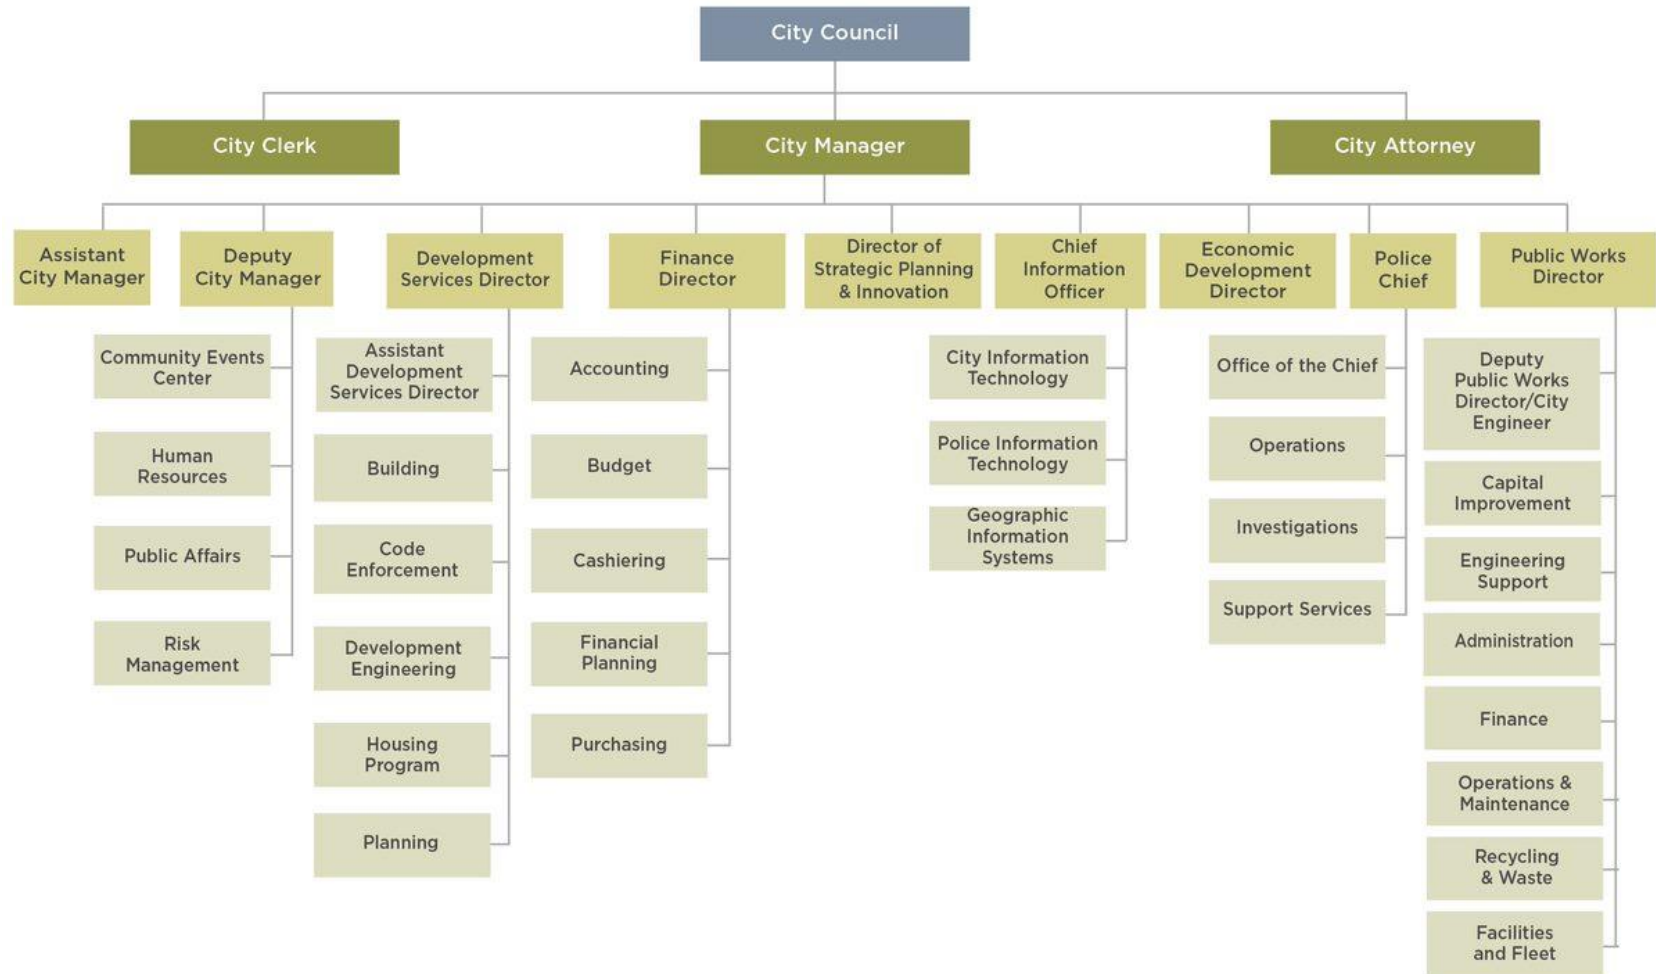 City Council
City Clerk
City Manager
City Attorney
Assistant
City Manager
Deputy
City Manager
Development
Services Director
Finance
Director
Director of
Strategic Planning
& Innovation
Chief
Information
Officer
Economic
Development
Director
Police
Chief
Public Works
Director
Community Events
Center
Human
Resources
Public Affairs
Risk
Management
Assistant
Development
Services Director
Building
Code
Enforcement
Development
Engineering
Housing
Program
Planning
Accounting
Budget
Cashiering
Financial
Planning
Purchasing
City Information
Technology
Police Information
Technology
Geographic
Information
Systems
Office of the Chief
Operations
Investigations
Support Services
Deputy
Public Works
Director/City
Engineer
Capital
Improvement
Engineering
Support
Administration
Finance
Operations &
Maintenance
Recycling
& Waste
Facilities
and Fleet